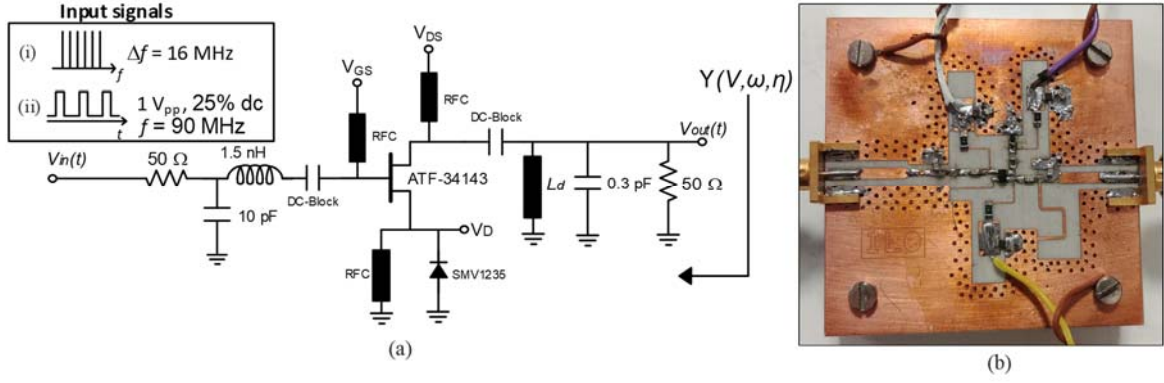 Input signals
(i)
f
Δf = 16 MHz
(ii)
t
1 Vpp, 25% dc
f = 90 MHz
VDS
VGS
RFC
RFC
DC-Block
Y(V,ω,η)
Vin(t)
50 Ω
1.5 nH
DC-Block
10 pF
ATF-34143
Vout(t)
Ld
0.3 pF
50 Ω
VD
RFC
SMV1235
(a)
(b)